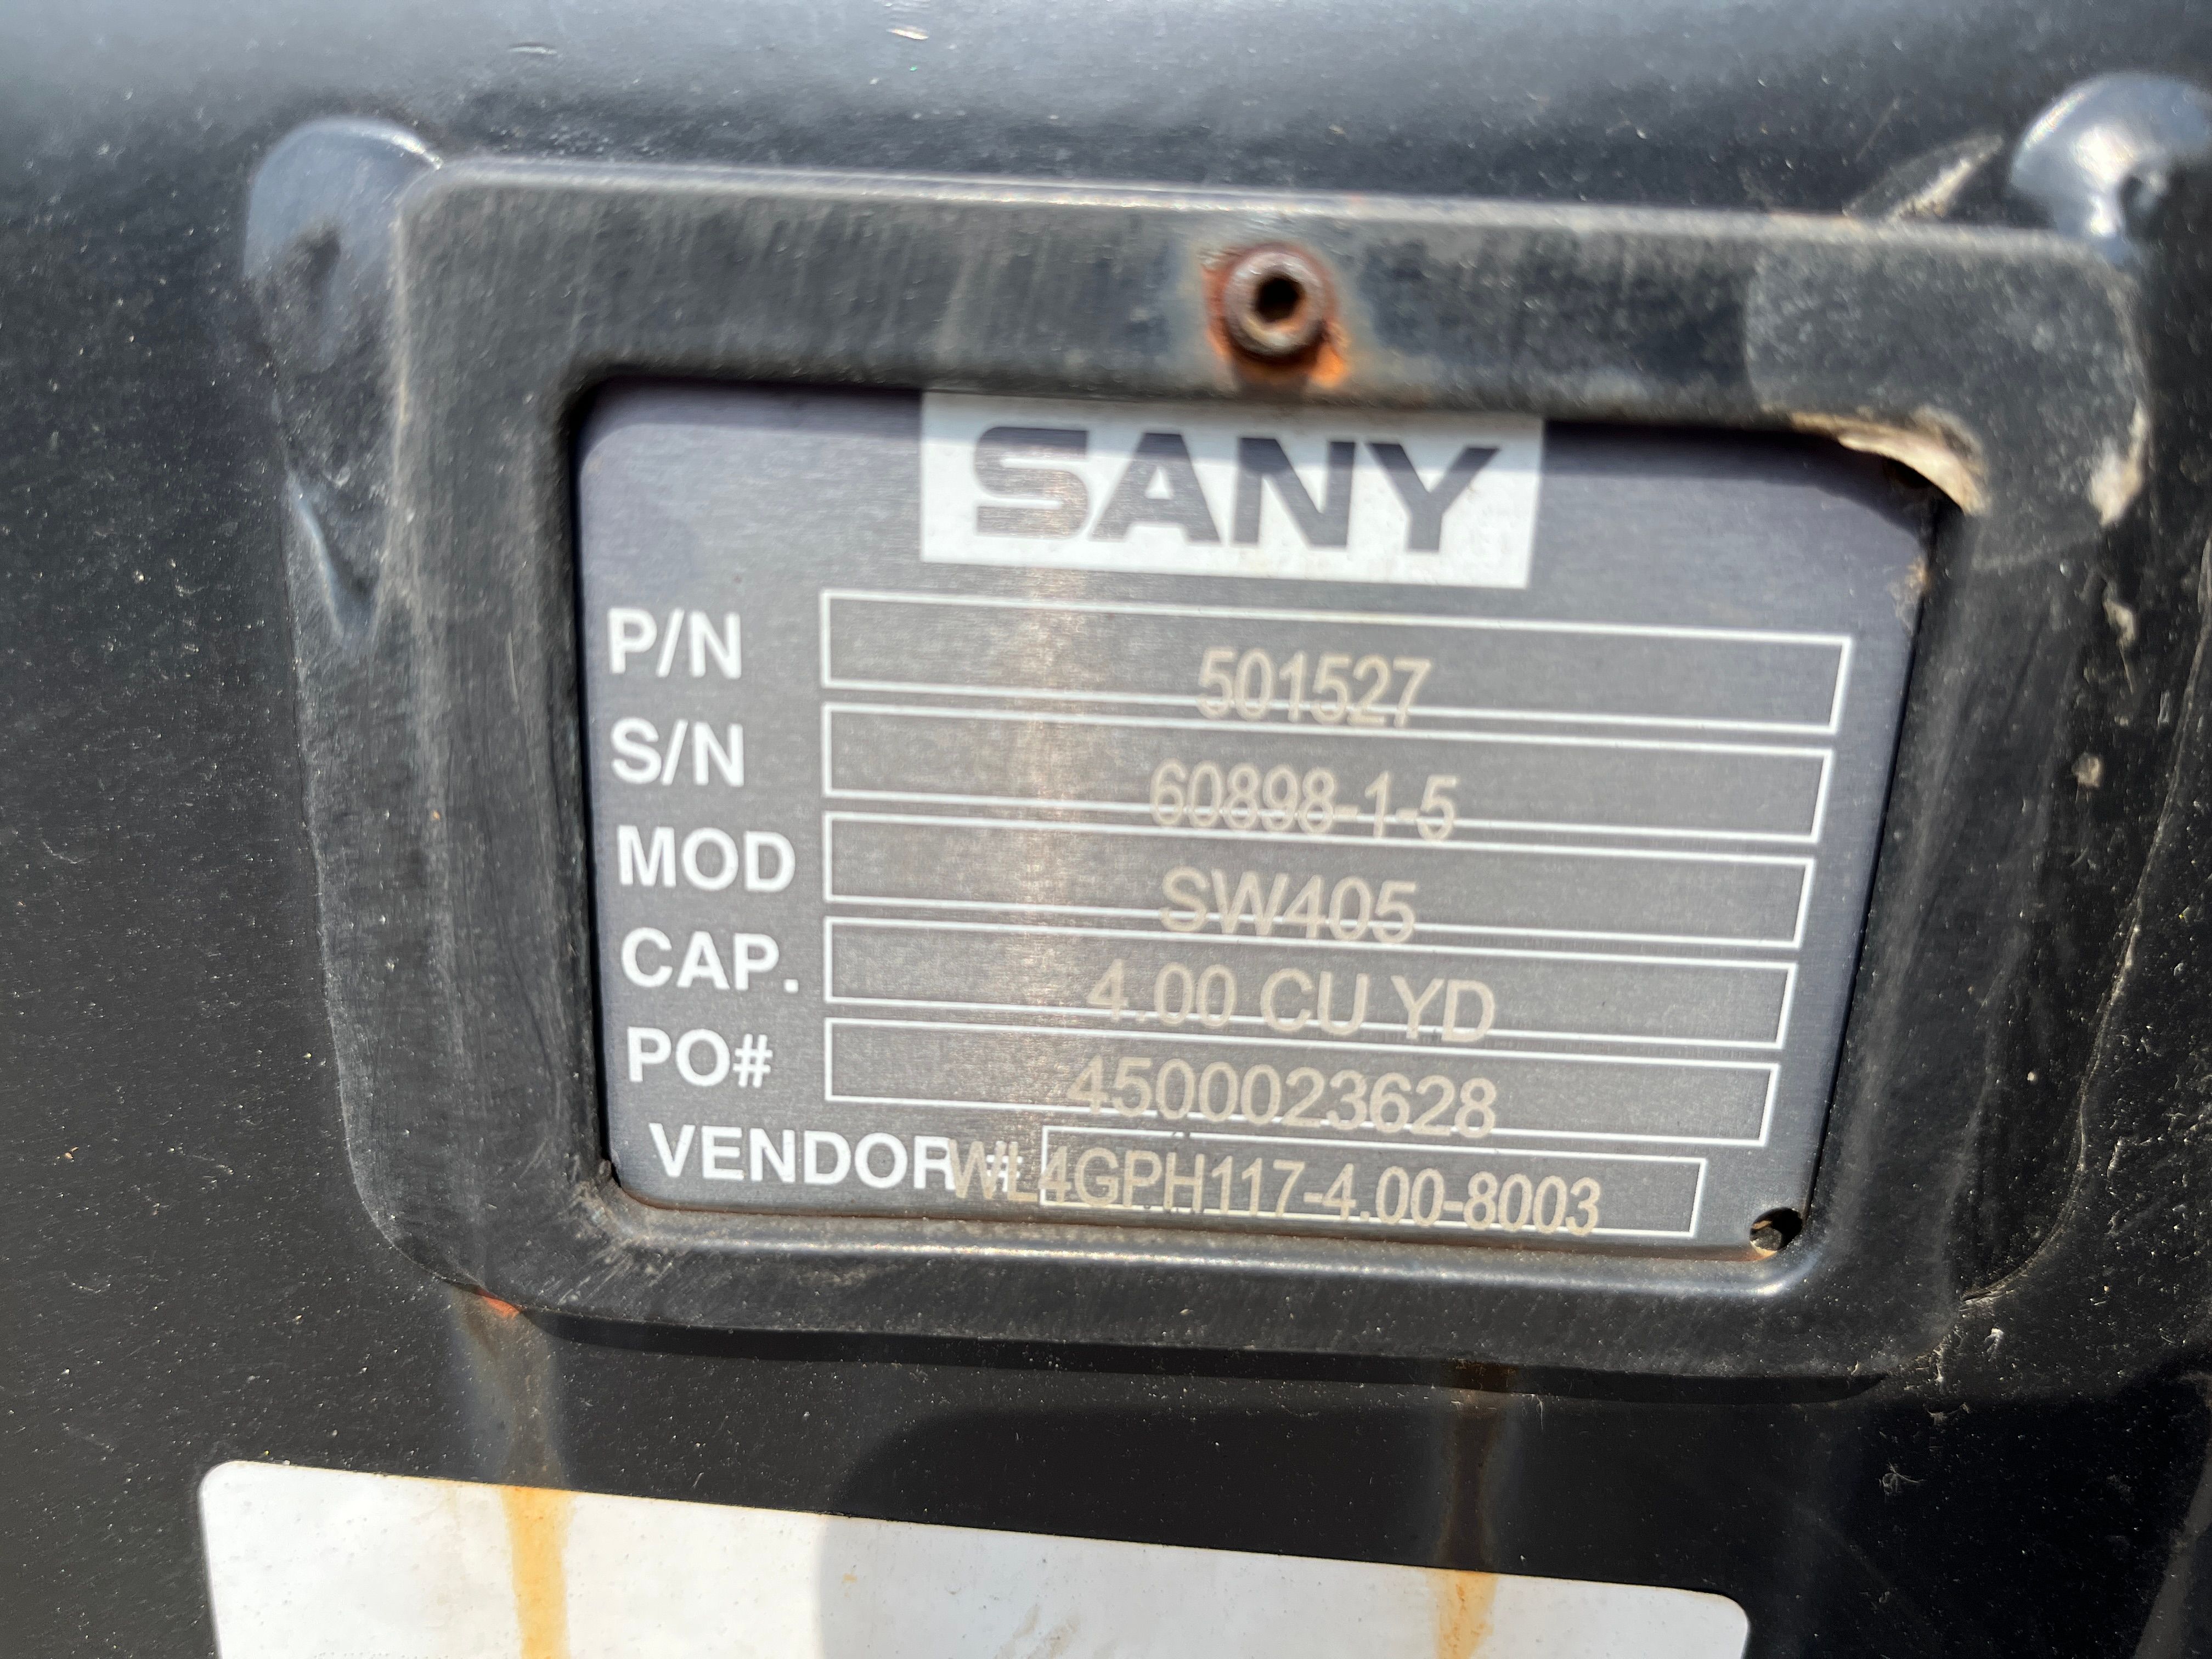 SANY
P/N 501527
S/N 60898-1-5
MOD SW405
CAP. 4.00 CU YD
PO# 4500023628
VENDOR # WL4GPH117-4.00-8003